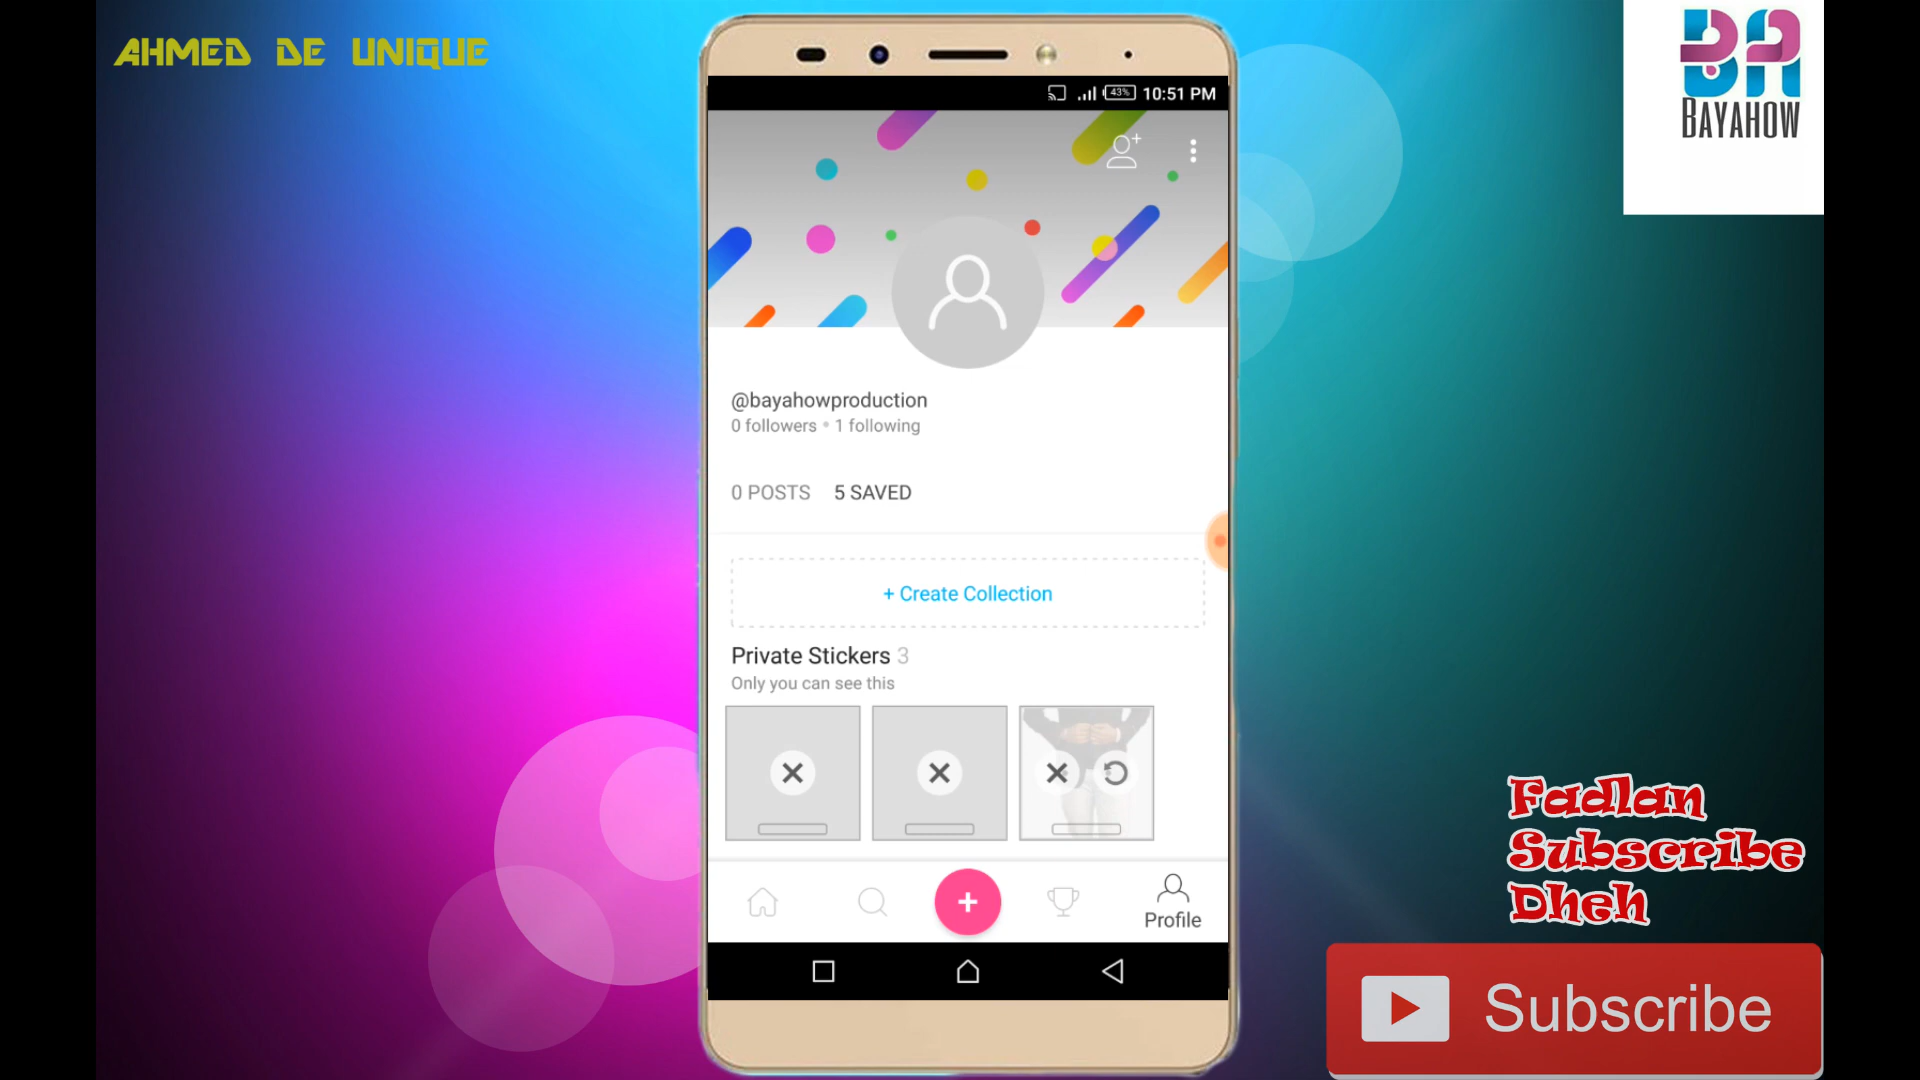 AHMED DE UNIQUE
BAYAHOW
43% 10:51 PM
@bayahowproduction
0 followers • 1 following
0 POSTS 5 SAVED
+ Create Collection
Private Stickers 3
Only you can see this
Profile
Fadlan
Subscribe
Dheh
Subscribe